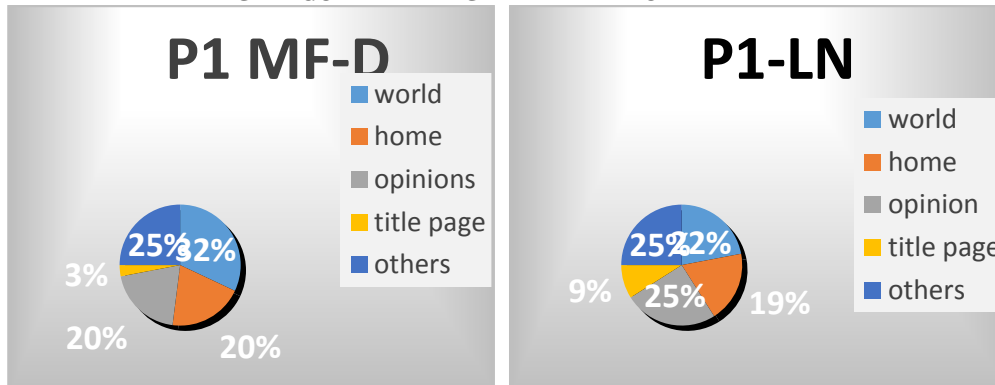 P1 MF-D
world
home
opinions
title page
others
25%
32%
3%
20%
20%
P1-LN
world
home
opinion
title page
others
25%
22%
9%
25%
19%